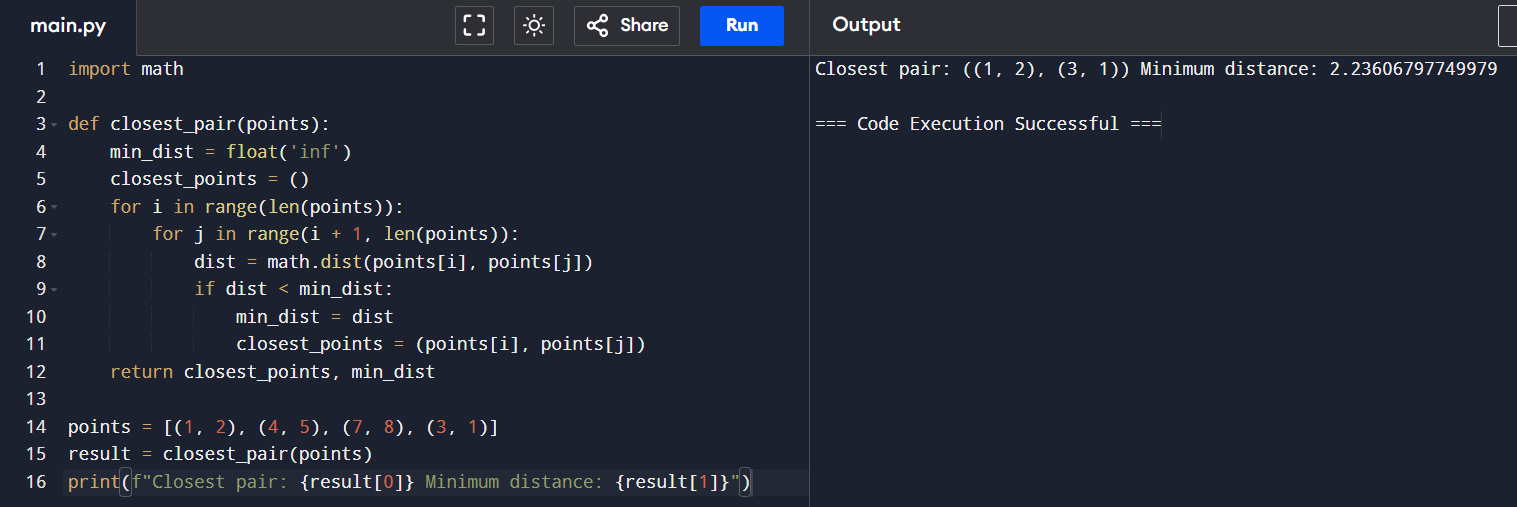 main.py Share Run Output
1 import math
2
3 def closest_pair(points):
4     min_dist = float('inf')
5     closest_points = ()
6     for i in range(len(points)):
7         for j in range(i + 1, len(points)):
8             dist = math.dist(points[i], points[j])
9             if dist < min_dist:
10                 min_dist = dist
11                 closest_points = (points[i], points[j])
12     return closest_points, min_dist
13
14 points = [(1, 2), (4, 5), (7, 8), (3, 1)]
15 result = closest_pair(points)
16 print(f"Closest pair: {result[0]} Minimum distance: {result[1]}")
Closest pair: ((1, 2), (3, 1)) Minimum distance: 2.23606797749979
=== Code Execution Successful ===